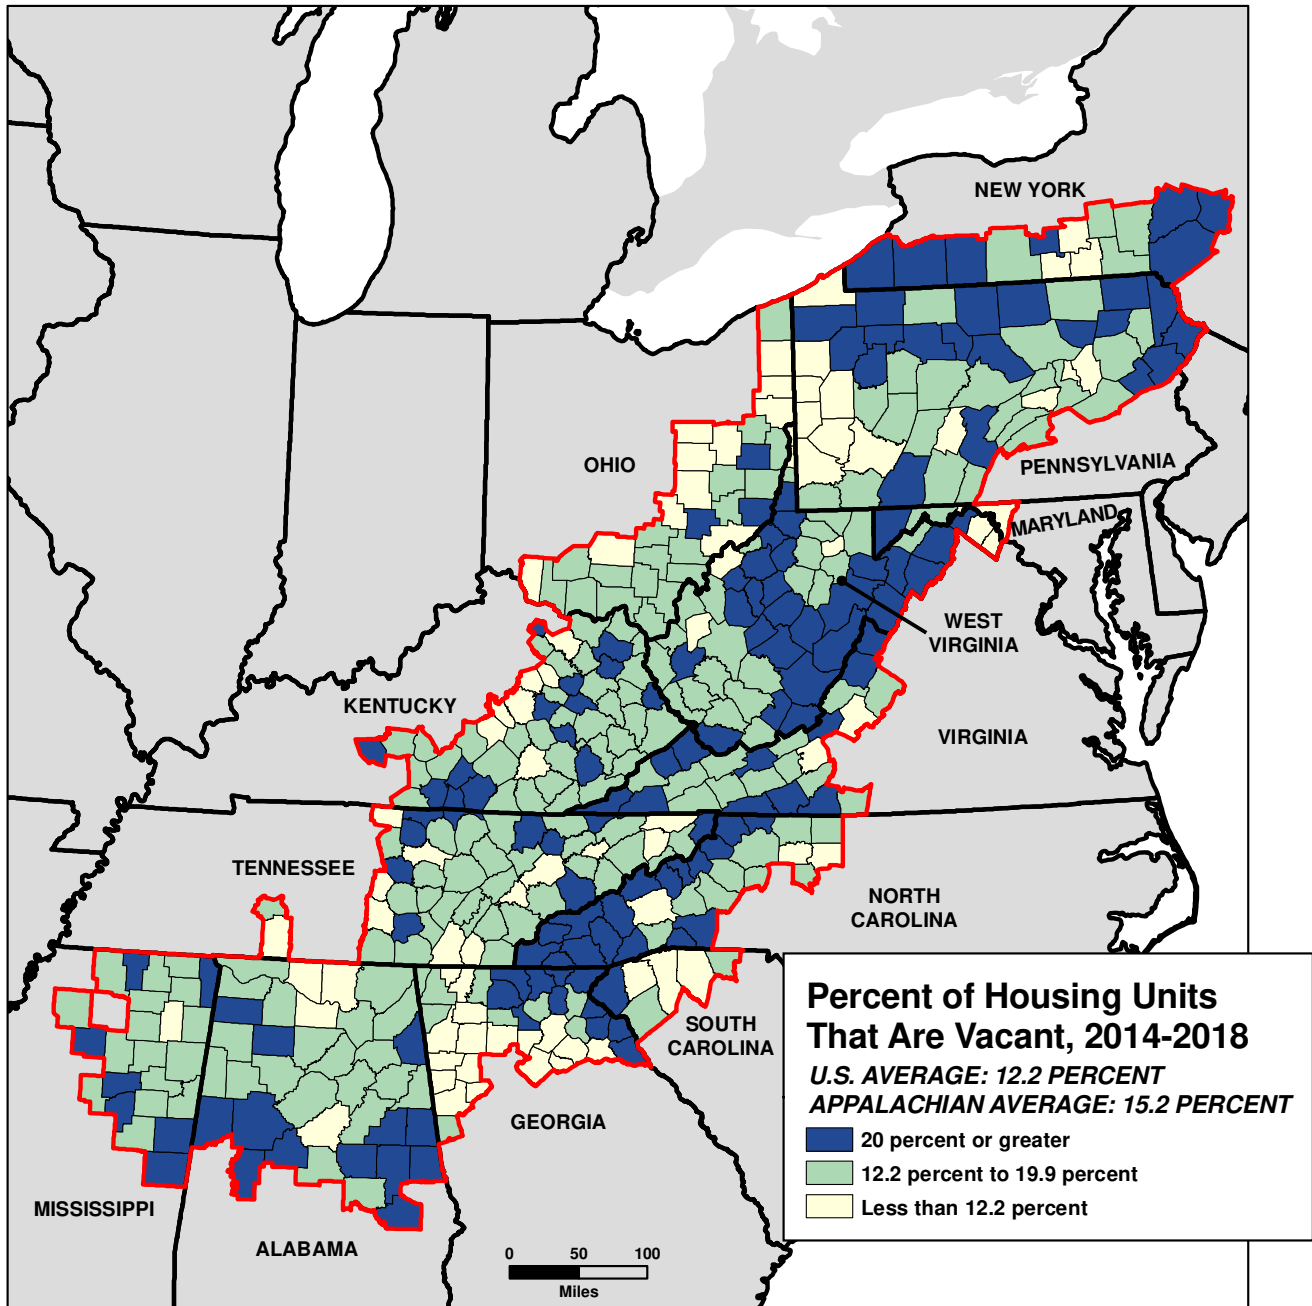 NEW YORK
OHIO
PENNSYLVANIA
MARYLAND
WEST
VIRGINIA
KENTUCKY
VIRGINIA
TENNESSEE
NORTH
CAROLINA
SOUTH
CAROLINA
GEORGIA
MISSISSIPPI
ALABAMA
Percent of Housing Units
That Are Vacant, 2014-2018
U.S. AVERAGE: 12.2 PERCENT
APPALACHIAN AVERAGE: 15.2 PERCENT
20 percent or greater
12.2 percent to 19.9 percent
Less than 12.2 percent
0 50 100
Miles